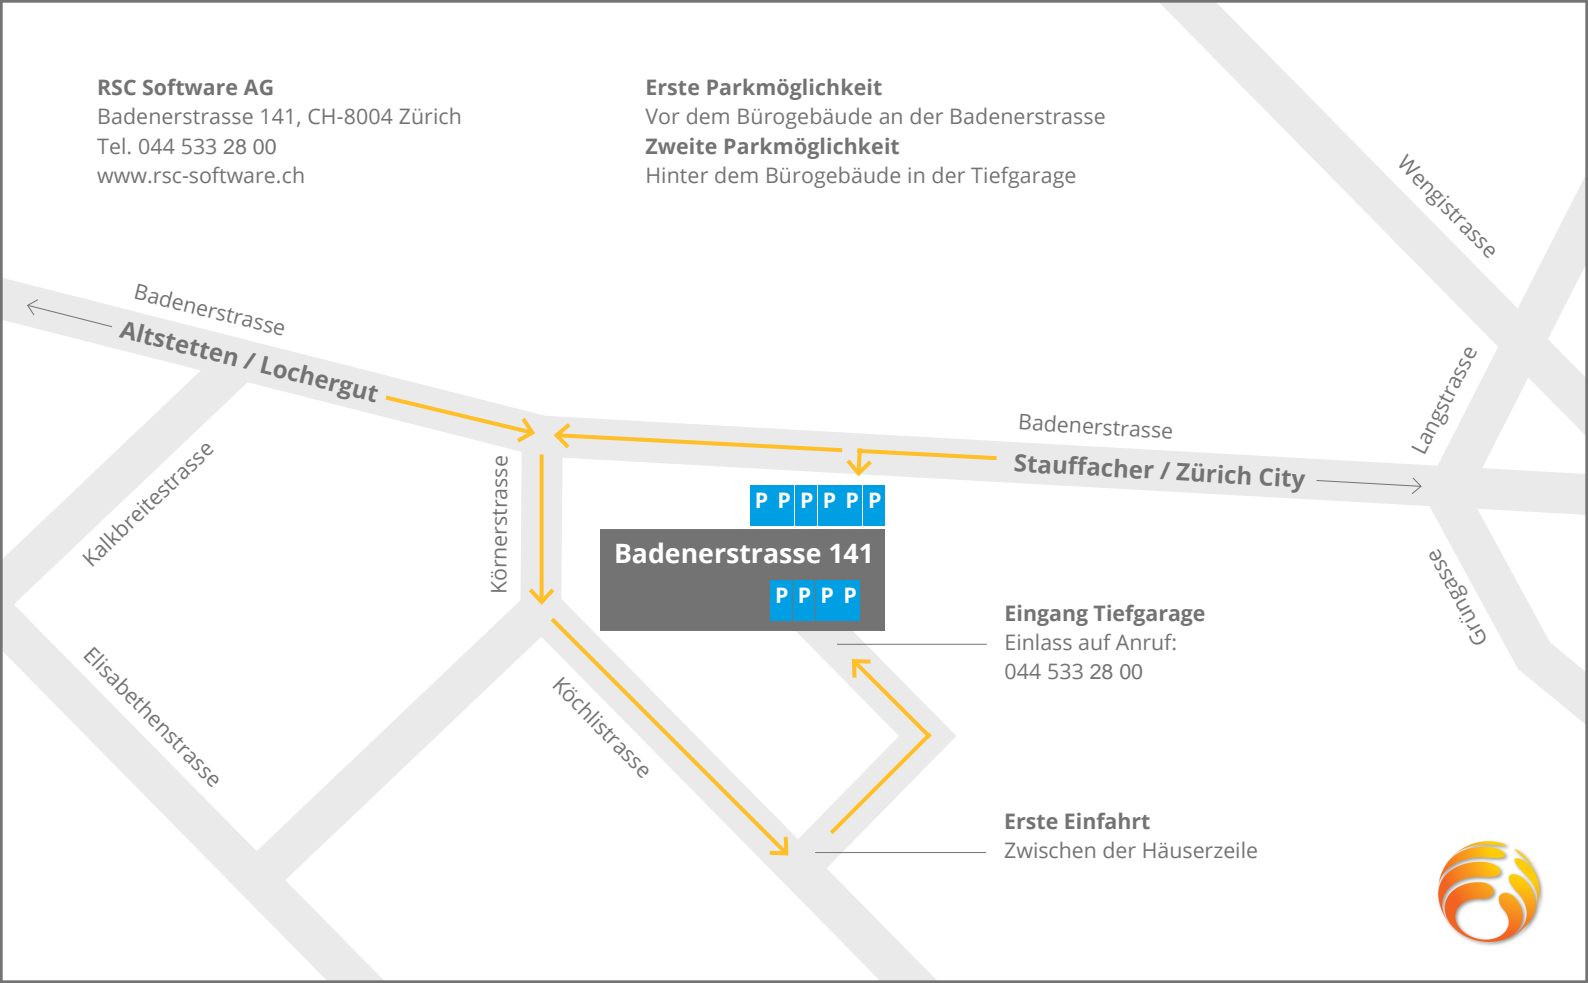 RSC Software AG
Badenerstrasse 141, CH-8004 Zürich
Tel. 044 533 28 00
www.rsc-software.ch
Erste Parkmöglichkeit
Vor dem Bürogebäude an der Badenerstrasse
Zweite Parkmöglichkeit
Hinter dem Bürogebäude in der Tiefgarage
Wengistrasse
Badenerstrasse
Altstetten / Lochergut
Langstrasse
Badenerstrasse
Stauffacher / Zürich City
Kalkbreitestrasse
Körnerstrasse
P P P P P P
Badenerstrasse 141
P P P P
Grüngasse
Eingang Tiefgarage
Einlass auf Anruf:
044 533 28 00
Elisabethenstrasse
Köchlistrasse
Erste Einfahrt
Zwischen der Häuserzeile